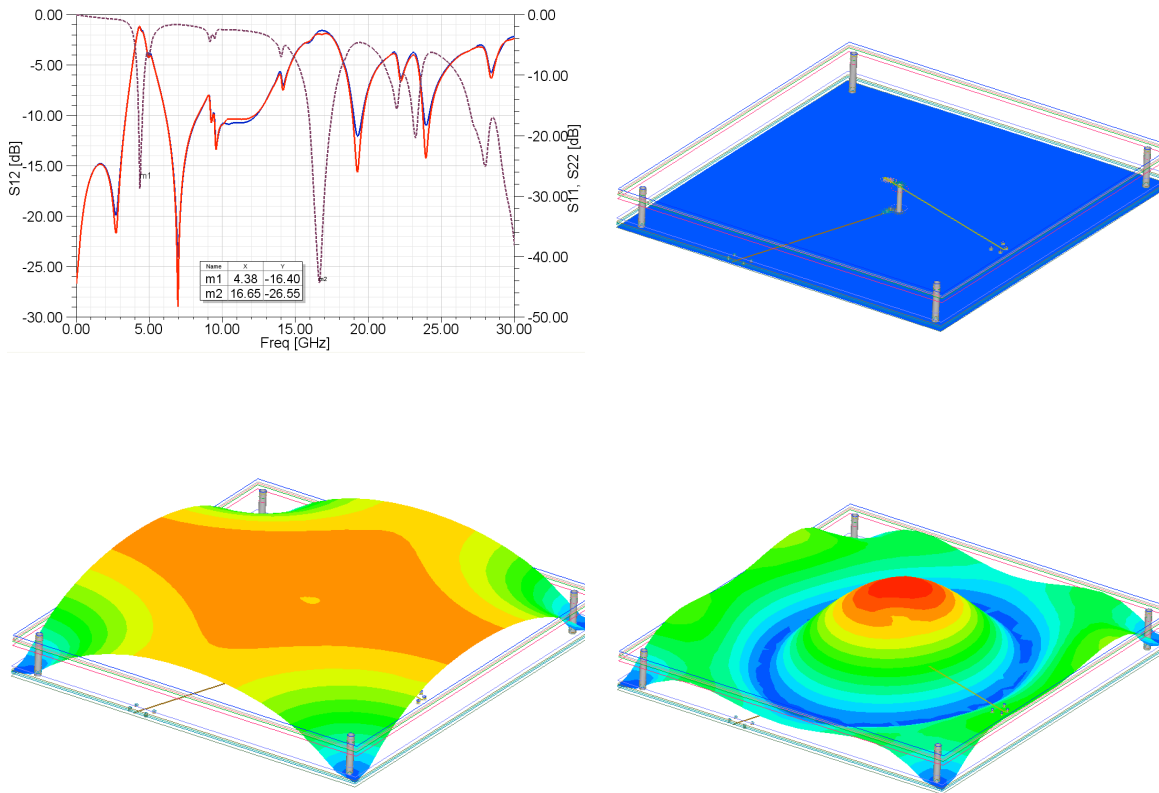 0.00 0.00
-5.00
-10.00
-10.00
-15.00 -20.00
m1
-20.00 -30.00
-25.00 -40.00
m2
-30.00 -50.00
0.00 5.00 10.00 15.00 20.00 25.00 30.00
Freq [GHz]
S12 [dB]
S11, S22 [dB]
Name X Y
m1 4.38 -16.40
m2 16.65 -26.55